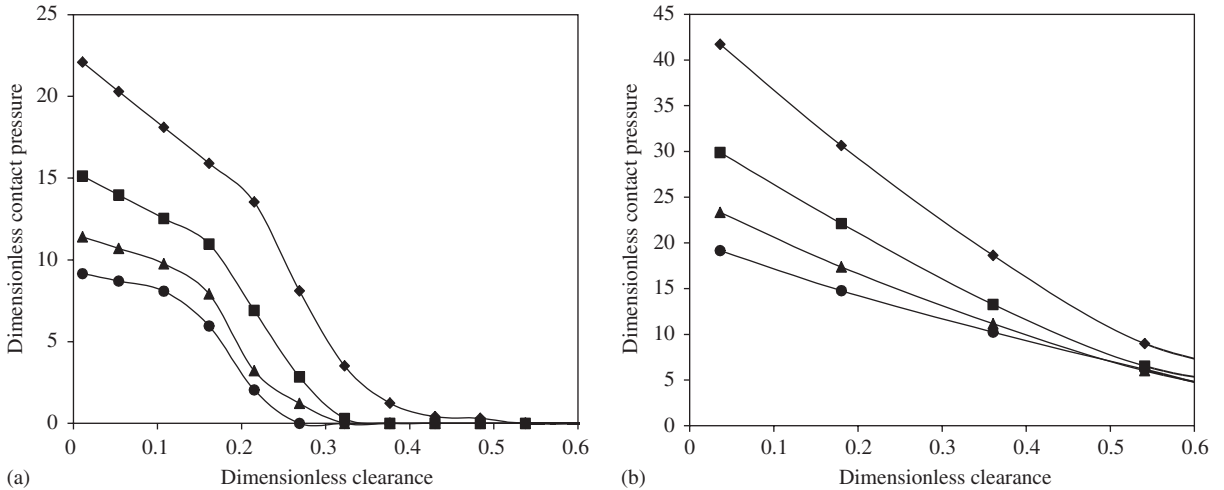 25
20
15
10
5
0
Dimensionless contact pressure
0 0.1 0.2 0.3 0.4 0.5 0.6
(a) Dimensionless clearance
45
40
35
30
25
20
15
10
5
0
Dimensionless contact pressure
0 0.1 0.2 0.3 0.4 0.5 0.6
(b) Dimensionless clearance